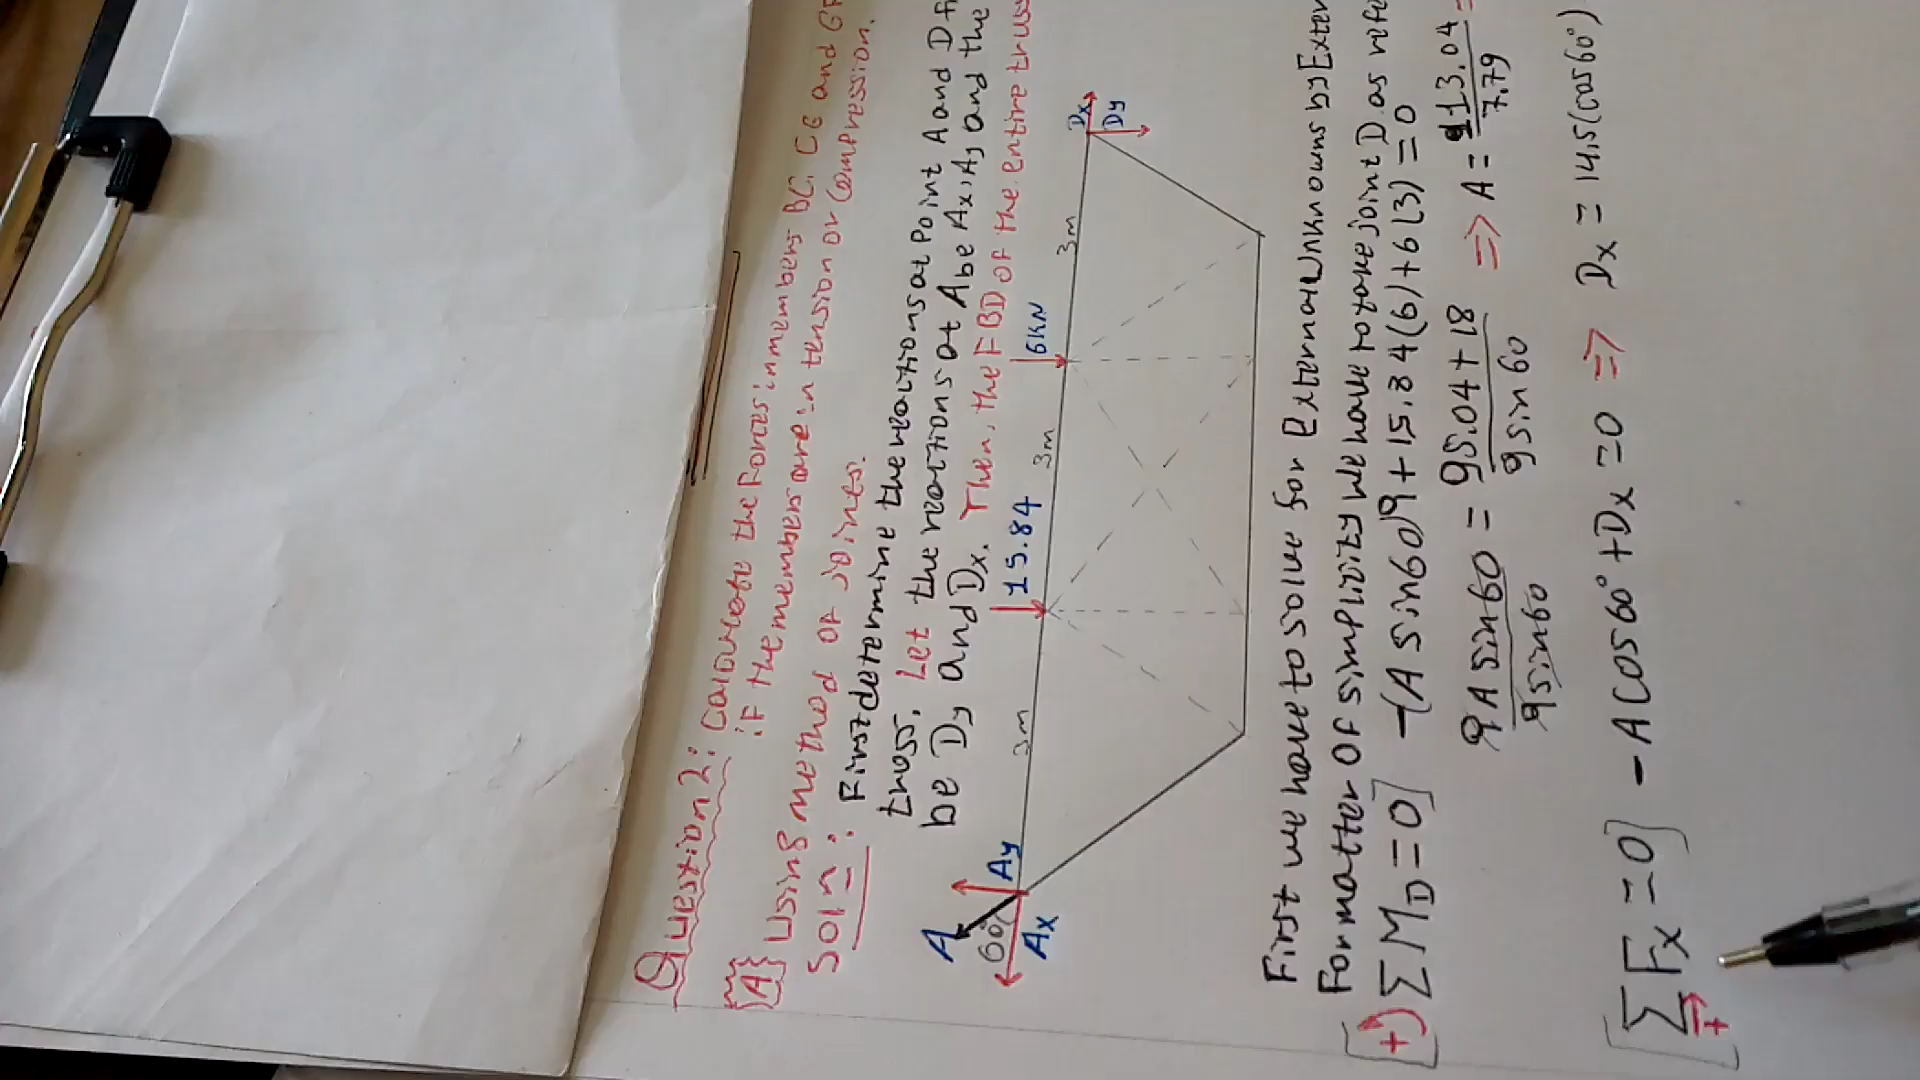 Question 2: Calculate the Forces in members BC, CG and GF
if the members are in tension or Compression.
[A] Using method of joints.
Soln: First determine the reactions at Point A and D
truss. Let the reactions at A be Ax, Ay and the
be Dy and Dx. Then, the FBD of the entire truss
A
60°
Ax
Ay
3m
15.84
3m
6KN
3m
Dx
Dy
First we have to solve for External Unknowns by [Exter
For matter of simplicity we have to take joint D as
[+) ΣMD = 0] -(A sin60)9 + 15.84(6) + 6(3) = 0
9A sin60 / 9 sin60 = 95.04 + 18 / 9 sin60 => A = 113.04 / 7.79 =
[ΣFx = 0] - A Cos60° + Dx = 0 => Dx = 14.5 (cos60°)
+